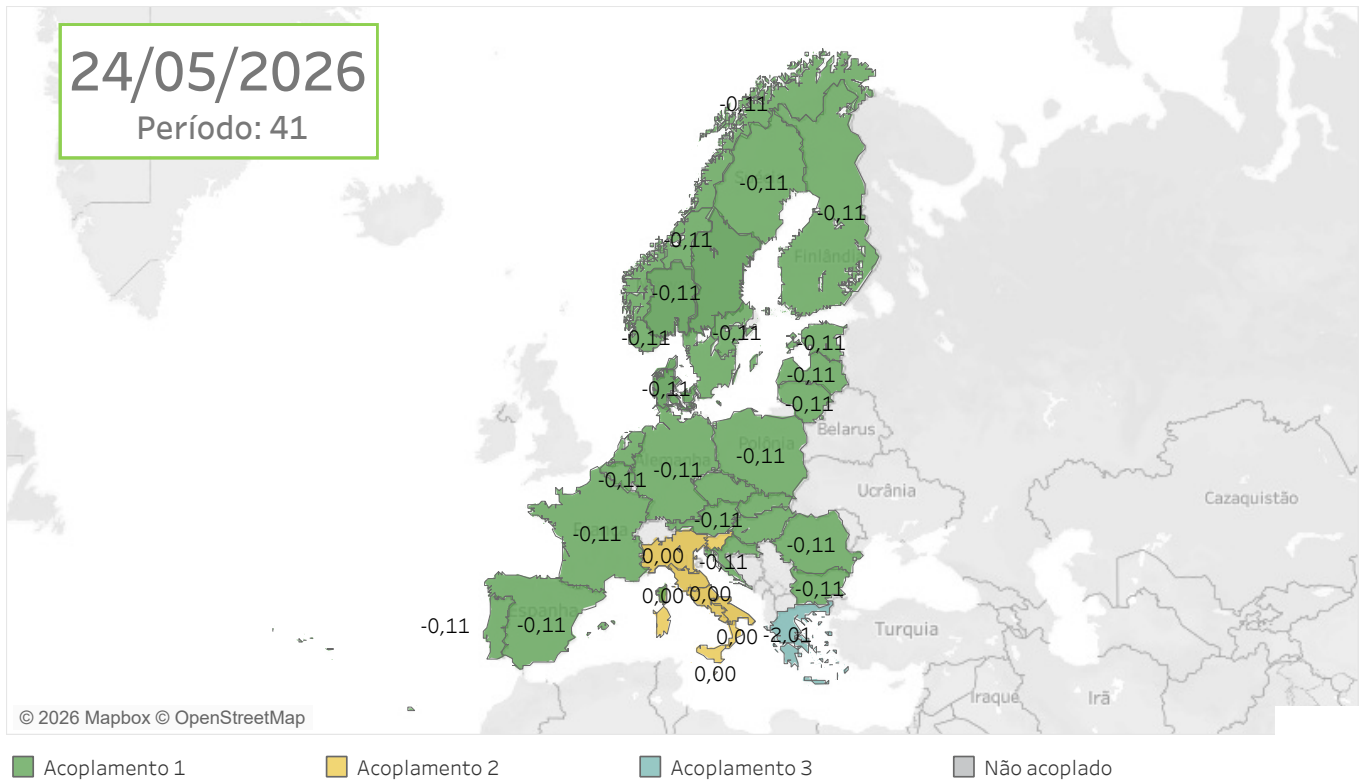 24/05/2026
Período: 41
-0,11
-0,11
-0,11
-0,11
Finlândia
-0,11
-0,11
-0,11
-0,11
-0,11
-0,11
-0,11
Belarus
Polônia
-0,11
Alemanha
-0,11
-0,11
Ucrânia
Cazaquistão
-0,11
-0,11
-0,11
0,00
-0,11
-0,11
0,00
0,00
Espanha
-0,11
-0,11
0,00
-2,01
Turquia
0,00
Iraque
Irã
© 2026 Mapbox © OpenStreetMap
Acoplamento 1
Acoplamento 2
Acoplamento 3
Não acoplado